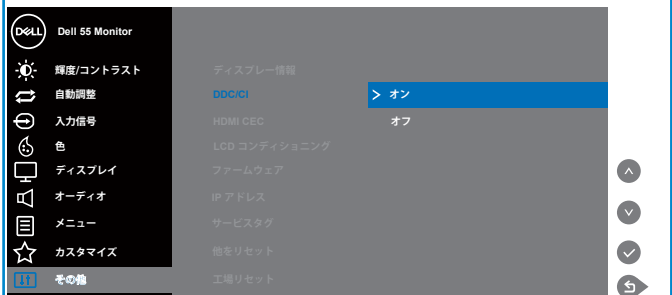 DELL Dell 55 Monitor
輝度/コントラスト
ディスプレー情報
自動調整
DDC/CI
オン
入力信号
HDMI CEC
オフ
色
LCD コンディショニング
ディスプレイ
ファームウェア
オーディオ
IP アドレス
メニュー
サービスタグ
カスタマイズ
他をリセット
その他
工場リセット